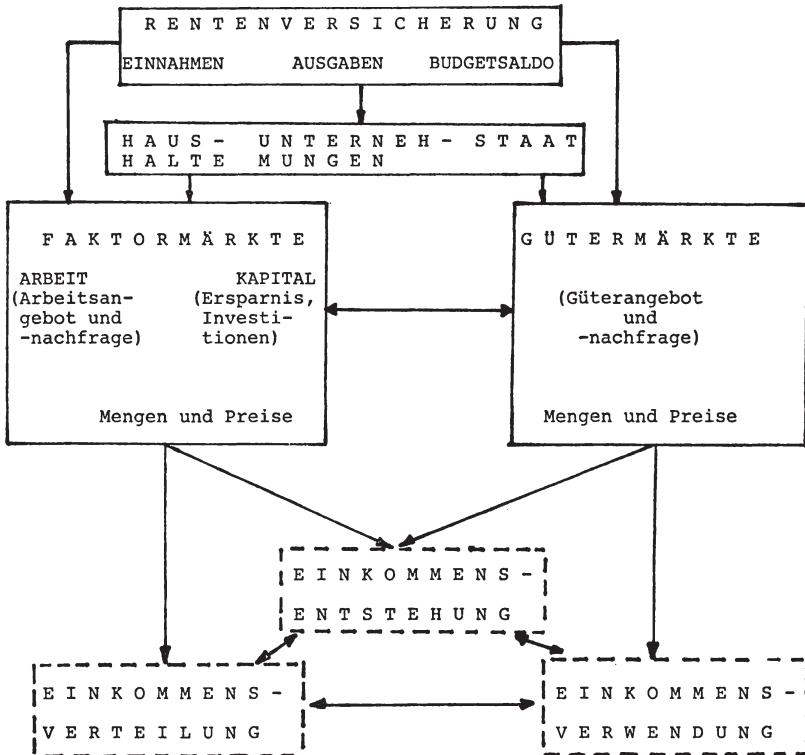 RENTENVERSICHERUNG
EINNAHMEN AUSGABEN BUDGETSALDO
HAUS- UNTERNEH- STAAT
HALTE MUNGEN
FAKTORMÄRKTE
ARBEIT KAPITAL
(Arbeitsan- (Ersparnis,
gebot und Investi-
-nachfrage) tionen)
Mengen und Preise
GÜTERMÄRKTE
(Güterangebot
und
-nachfrage)
Mengen und Preise
EINKOMMENS-
ENTSTEHUNG
EINKOMMENS-
VERTEILUNG
EINKOMMENS-
VERWENDUNG